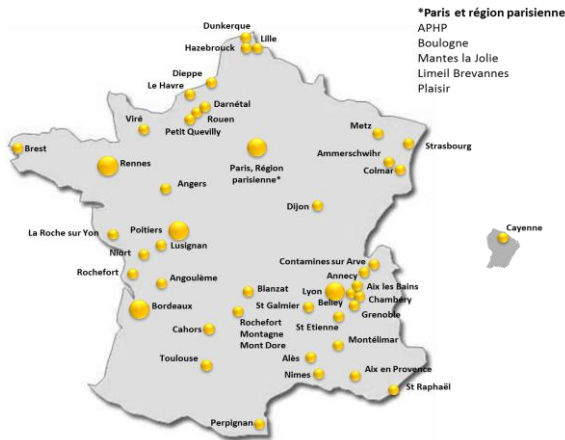 *Paris et région parisienne
APHP
Boulogne
Mantes la Jolie
Limeil Brevannes
Plaisir
Dunkerque
Hazebrouck
Lille
Dieppe
Le Havre
Darnétal
Rouen
Petit Quevilly
Viré
Metz
Strasbourg
Brest
Rennes
Paris, Région
parisienne*
Ammerschwihr
Colmar
Angers
Dijon
Cayenne
La Roche sur Yon
Poitiers
Lusignan
Niort
Contamines sur Arve
Rochefort
Angoulème
Annecy
Blanzat
Lyon
Aix les Bains
Chambery
Belley
Bordeaux
St Galmier
Grenoble
Rochefort
Montagne
Mont Dore
St Etienne
Cahors
Montélimar
Toulouse
Alès
Nimes
Aix en Provence
St Raphaël
Perpignan